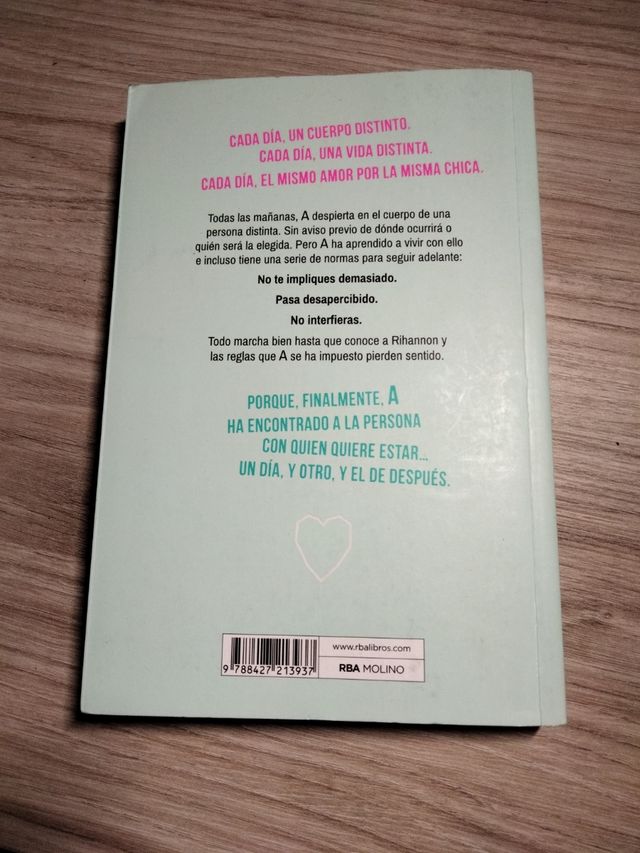 CADA DÍA, UN CUERPO DISTINTO.
CADA DÍA, UNA VIDA DISTINTA.
CADA DÍA, EL MISMO AMOR POR LA MISMA CHICA.
Todas las mañanas, A despierta en el cuerpo de una
persona distinta. Sin aviso previo de dónde ocurrirá o
quién será la elegida. Pero A ha aprendido a vivir con ello
e incluso tiene una serie de normas para seguir adelante:
No te impliques demasiado.
Pasa desapercibido.
No interfieras.
Todo marcha bien hasta que conoce a Rihannon y
las reglas que A se ha impuesto pierden sentido.
PORQUE, FINALMENTE, A
HA ENCONTRADO A LA PERSONA
CON QUIEN QUIERE ESTAR...
UN DÍA, Y OTRO, Y EL DE DESPUÉS.
www.rbalibros.com
RBA MOLINO
9 788427 213937